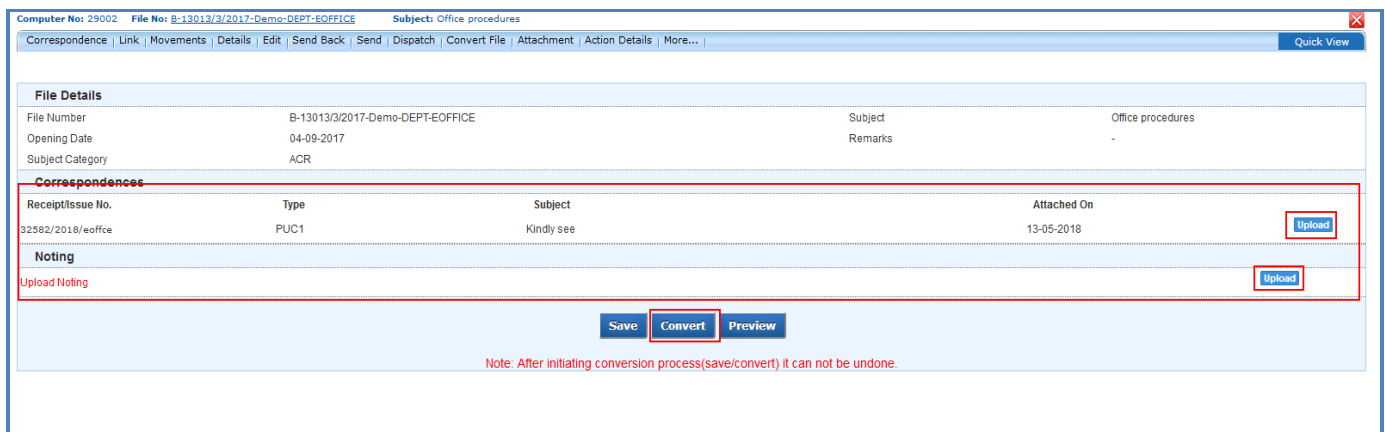 Computer No: 29002 File No: B-13013/3/2017-Demo-DEPT-EOFFICE Subject: Office procedures
Correspondence | Link | Movements | Details | Edit | Send Back | Send | Dispatch | Convert File | Attachment | Action Details | More... | Quick View
File Details
File Number B-13013/3/2017-Demo-DEPT-EOFFICE Subject Office procedures
Opening Date 04-09-2017 Remarks -
Subject Category ACR
Correspondences
Receipt/Issue No. Type Subject Attached On
32582/2018/eoffce PUC1 Kindly see 13-05-2018 Upload
Noting
Upload Noting Upload
Save Convert Preview
Note: After initiating conversion process(save/convert) it can not be undone.